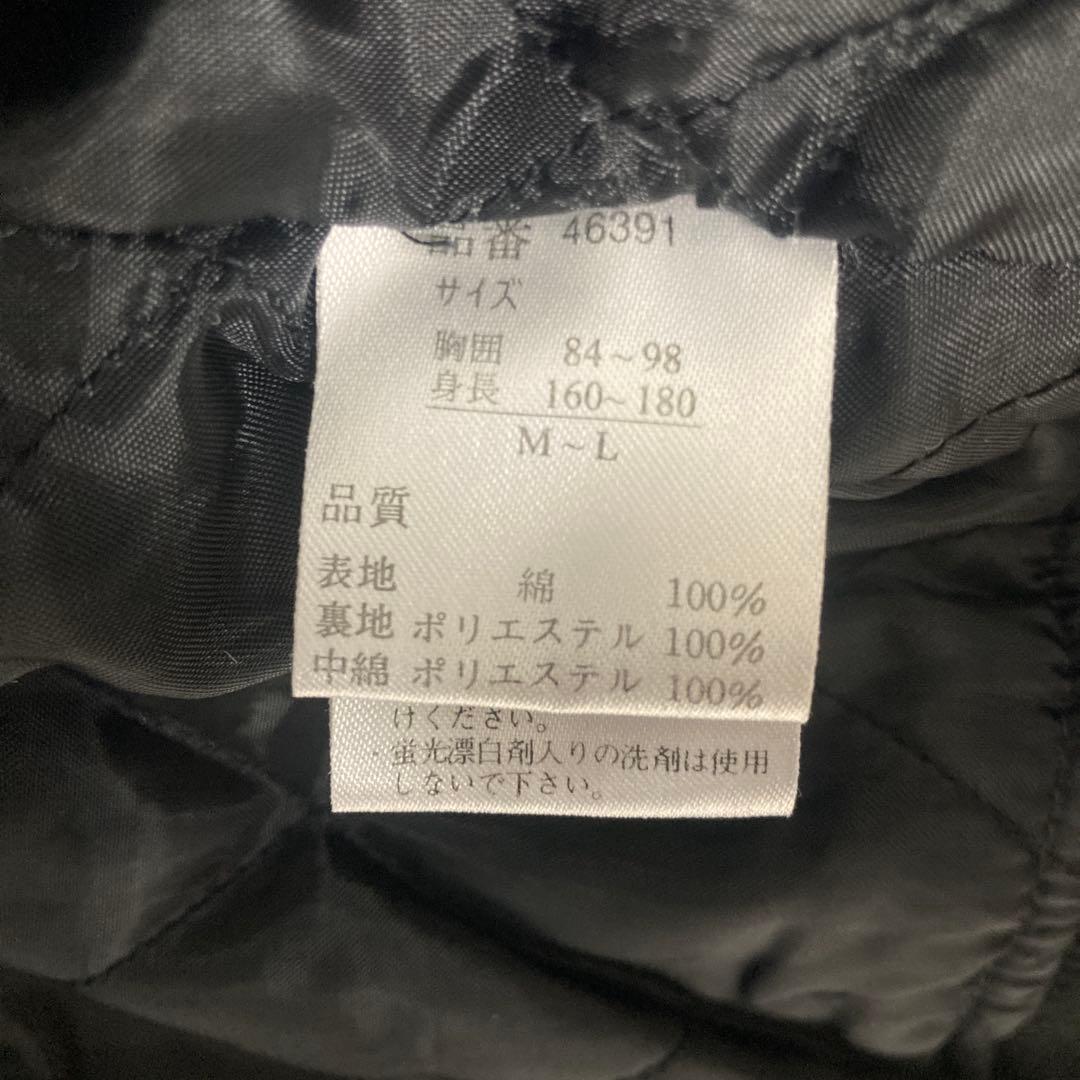 品番 46391
サイズ
胸囲 84~98
身長 160~180
M~L
品質
表地 綿 100%
裏地 ポリエステル 100%
中綿 ポリエステル 100%
けください。
・蛍光漂白剤入りの洗剤は使用
しないで下さい。